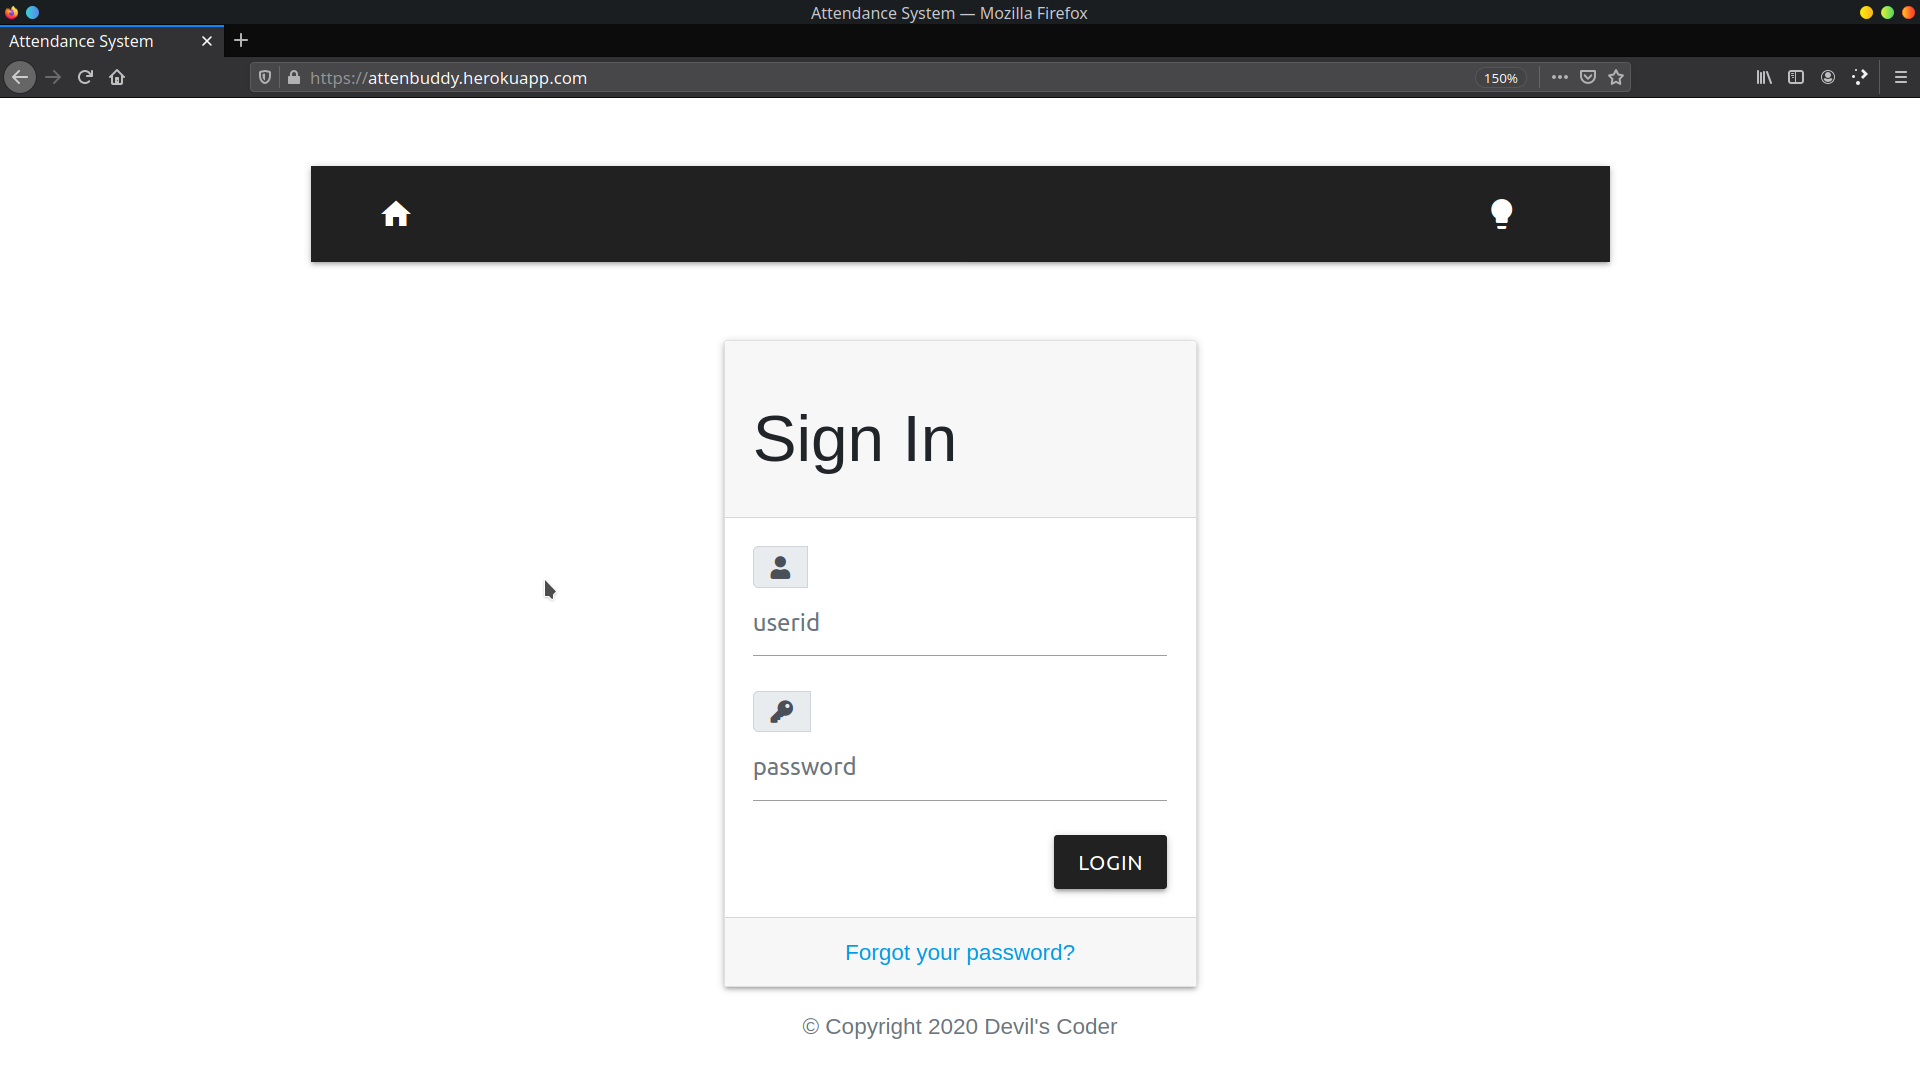 Attendance System — Mozilla Firefox
Attendance System
https://attenbuddy.herokuapp.com
150%
Sign In
userid
password
LOGIN
Forgot your password?
© Copyright 2020 Devil's Coder